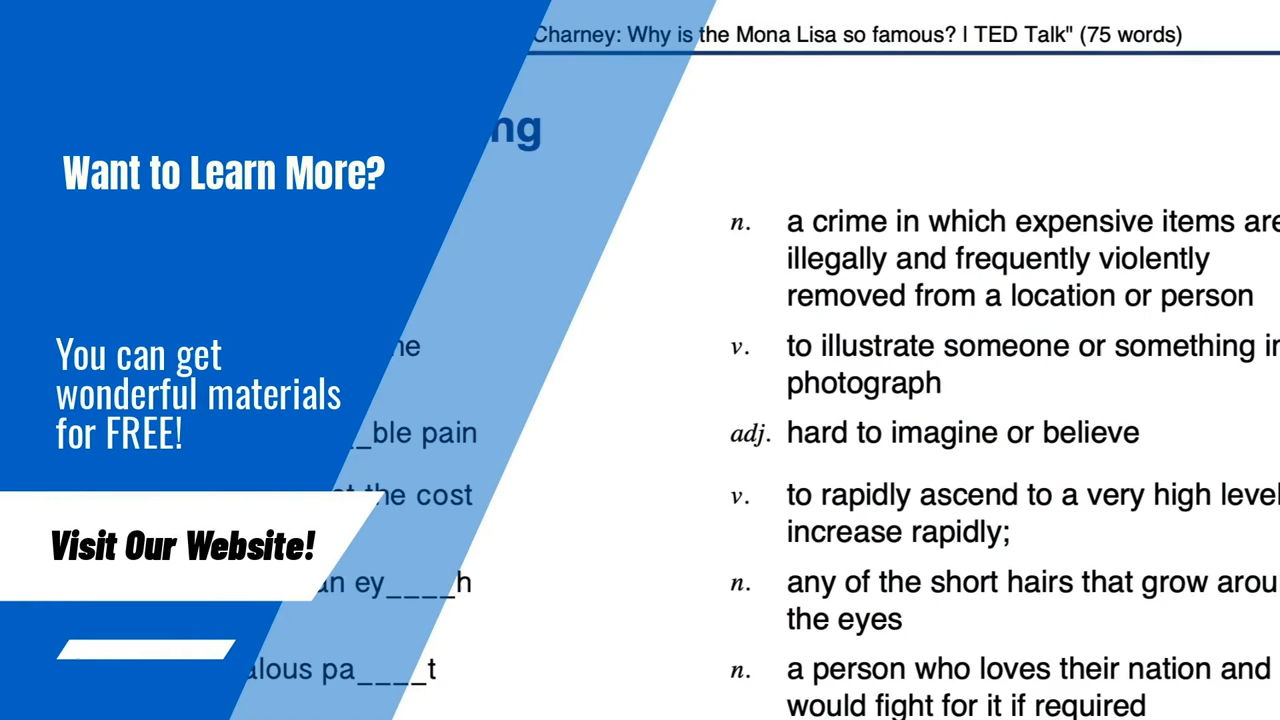 Charney: Why is the Mona Lisa so famous? | TED Talk" (75 words)
Want to Learn More?
You can get
wonderful materials
for FREE!
Visit Our Website!
ble pain
the cost
ey____h
pa____t
n. a crime in which expensive items are
illegally and frequently violently
removed from a location or person
v. to illustrate someone or something in
photograph
adj. hard to imagine or believe
v. to rapidly ascend to a very high level
increase rapidly;
n. any of the short hairs that grow arou
the eyes
n. a person who loves their nation and
would fight for it if required